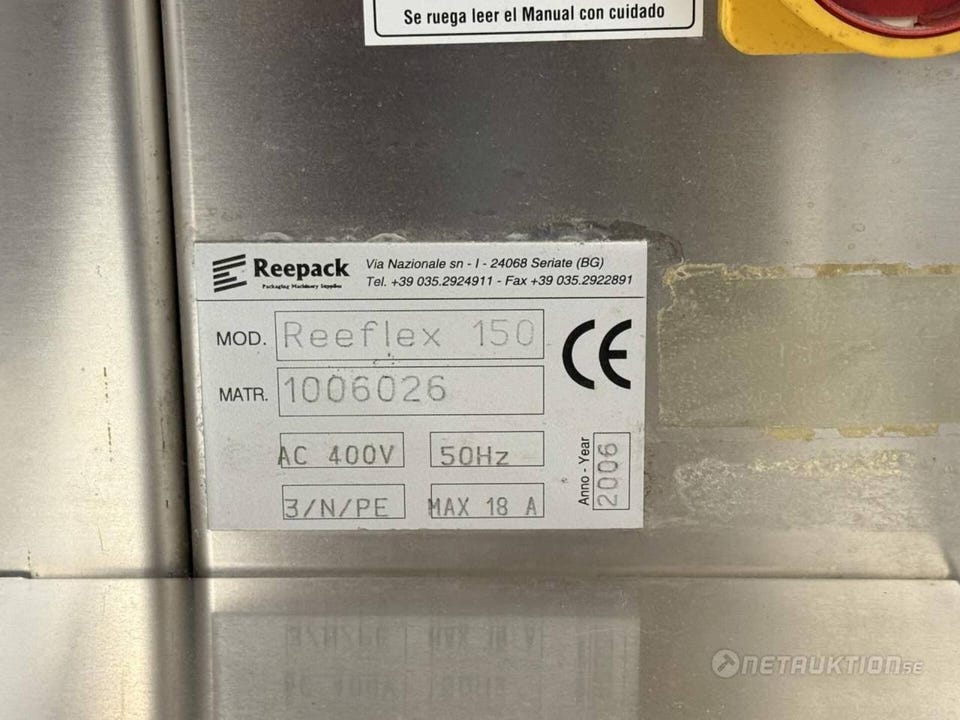 Se ruega leer el Manual con cuidado
Reepack
Packaging Machinery Supplies
Via Nazionale sn - I - 24068 Seriate (BG)
Tel. +39 035.2924911 - Fax +39 035.2922891
MOD. Reeflex 150
MATR. 1006026
CE
AC 400V 50Hz
3/N/PE MAX 18 A
Anno - Year 2006
NETAUKTION.SE